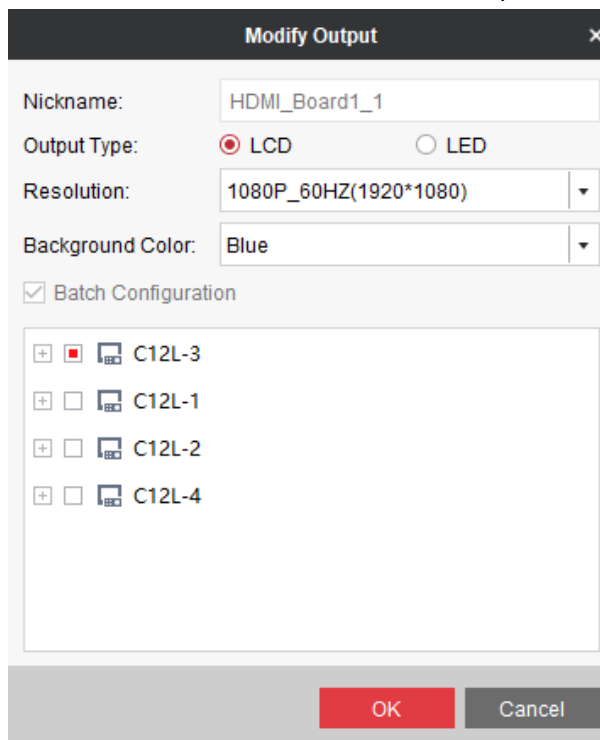 Modify Output
Nickname: HDMI_Board1_1
Output Type: LCD LED
Resolution: 1080P_60HZ(1920*1080)
Background Color: Blue
Batch Configuration
C12L-3
C12L-1
C12L-2
C12L-4
OK Cancel